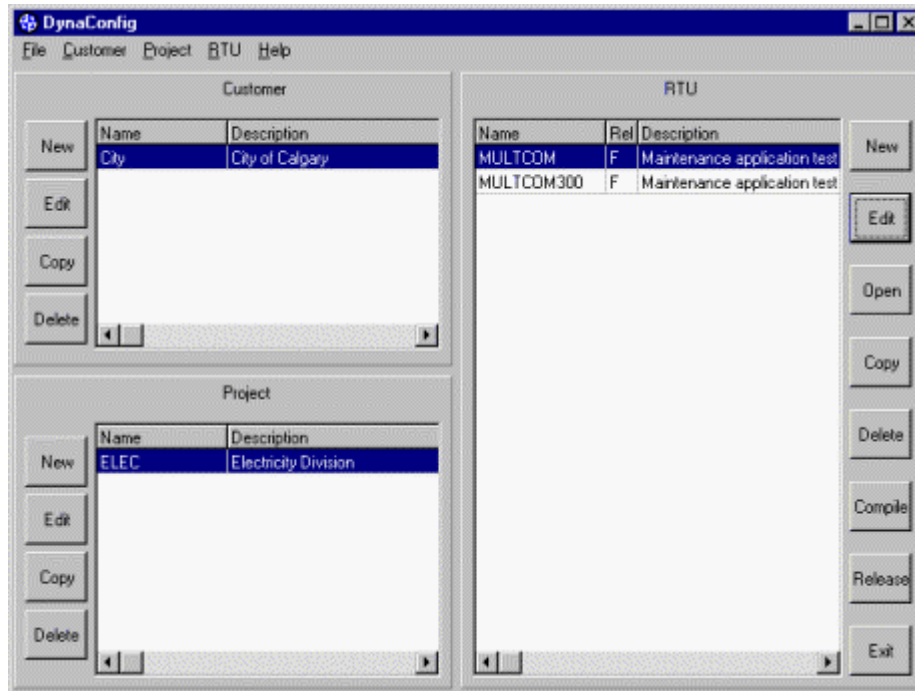 DynaConfig
File Customer Project RTU Help
Customer
New
Edit
Copy
Delete
Name Description
City City of Calgary
Project
New
Edit
Copy
Delete
Name Description
ELEC Electricity Division
RTU
Name Rel Description
MULTCOM F Maintenance application test
MULTCOM300 F Maintenance application test
New
Edit
Open
Copy
Delete
Compile
Release
Exit